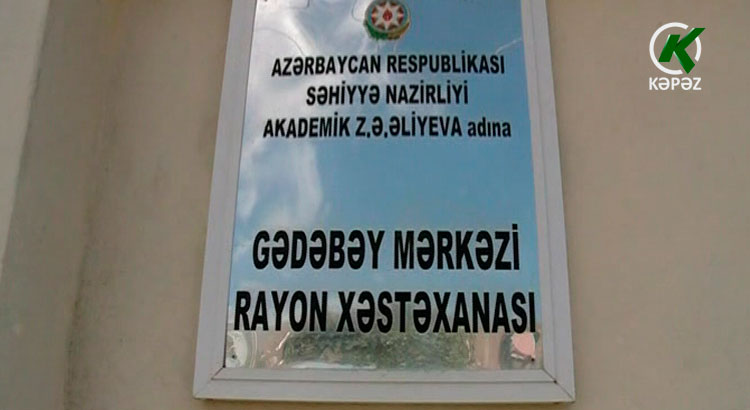 AZƏRBAYCAN RESPUBLİKASI
SƏHİYYƏ NAZİRLİYİ
AKADEMİK Z,Ə,ƏLİYEVA adına
GƏDƏBƏY MƏRKƏZİ
RAYON XƏSTƏXANASI
K
KƏPƏZ